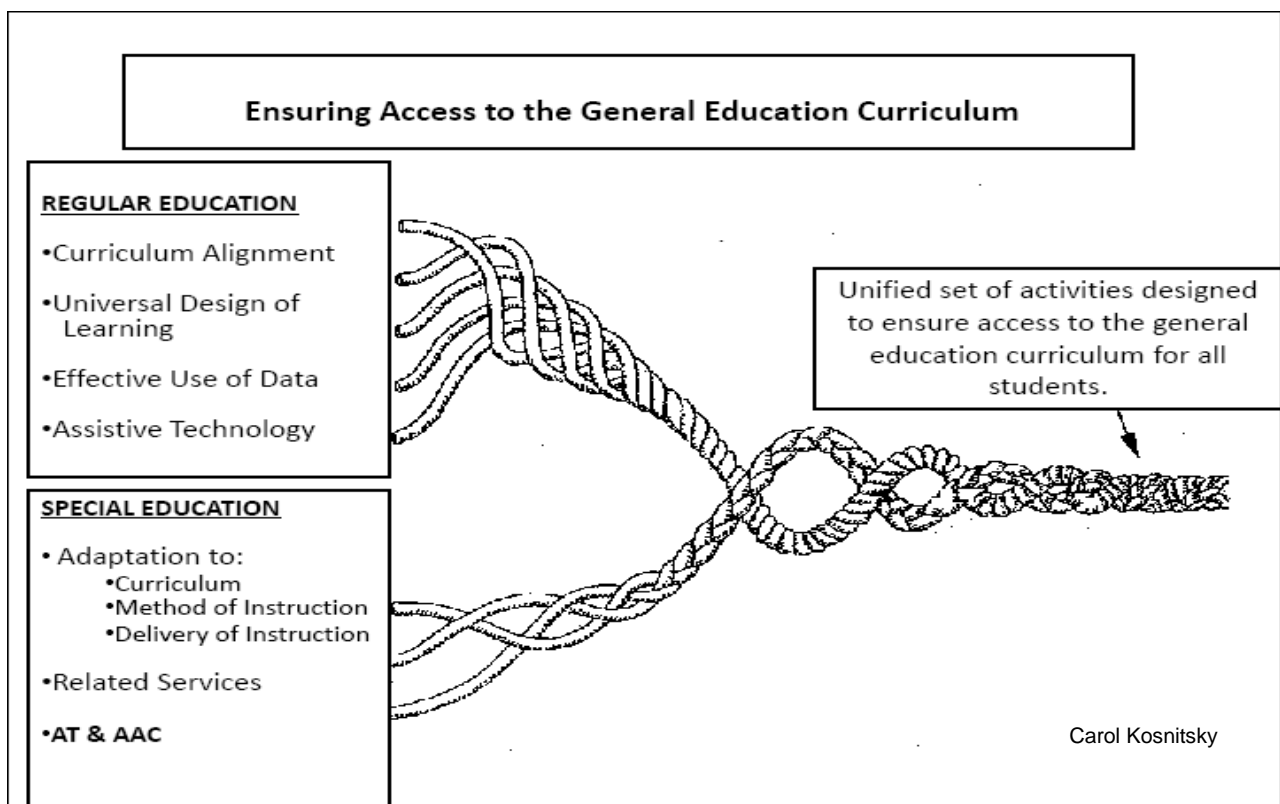 Ensuring Access to the General Education Curriculum
REGULAR EDUCATION
•Curriculum Alignment
•Universal Design of
Learning
•Effective Use of Data
•Assistive Technology
SPECIAL EDUCATION
• Adaptation to:
•Curriculum
•Method of Instruction
•Delivery of Instruction
•Related Services
•AT & AAC
Unified set of activities designed
to ensure access to the general
education curriculum for all
students.
Carol Kosnitsky